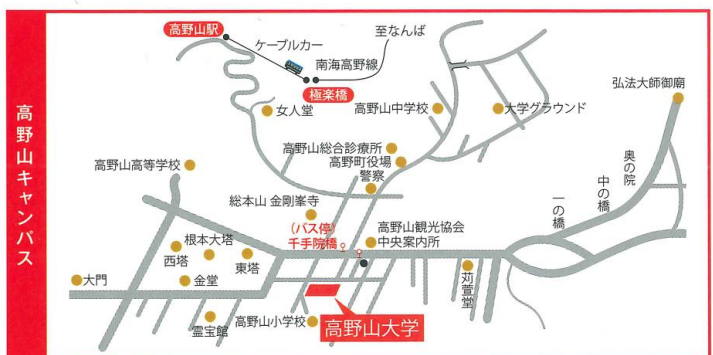 高野山キャンパス
高野山駅
ケーブルカー
至なんば
南海高野線
極楽橋
女人堂
高野山中学校
大学グラウンド
弘法大師御廟
高野山総合診療所
高野町役場
警察
高野山高等学校
総本山 金剛峯寺
(バス停)
千手院橋
高野山観光協会
中央案内所
奥の院
中の橋
一の橋
根本大塔
西塔
東塔
金堂
大門
苅萱堂
霊宝館
高野山小学校
高野山大学